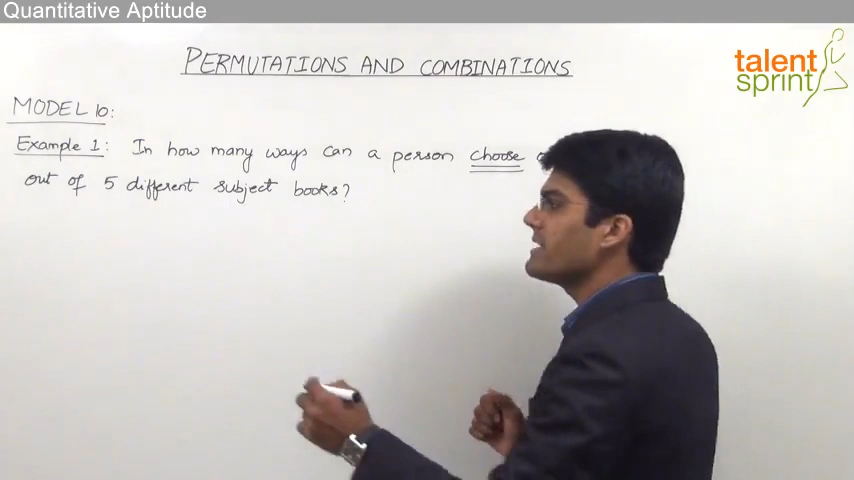 Quantitative Aptitude
PERMUTATIONS AND COMBINATIONS
talent
sprint
MODEL 10:
Example 1: In how many ways can a person choose
out of 5 different subject books?